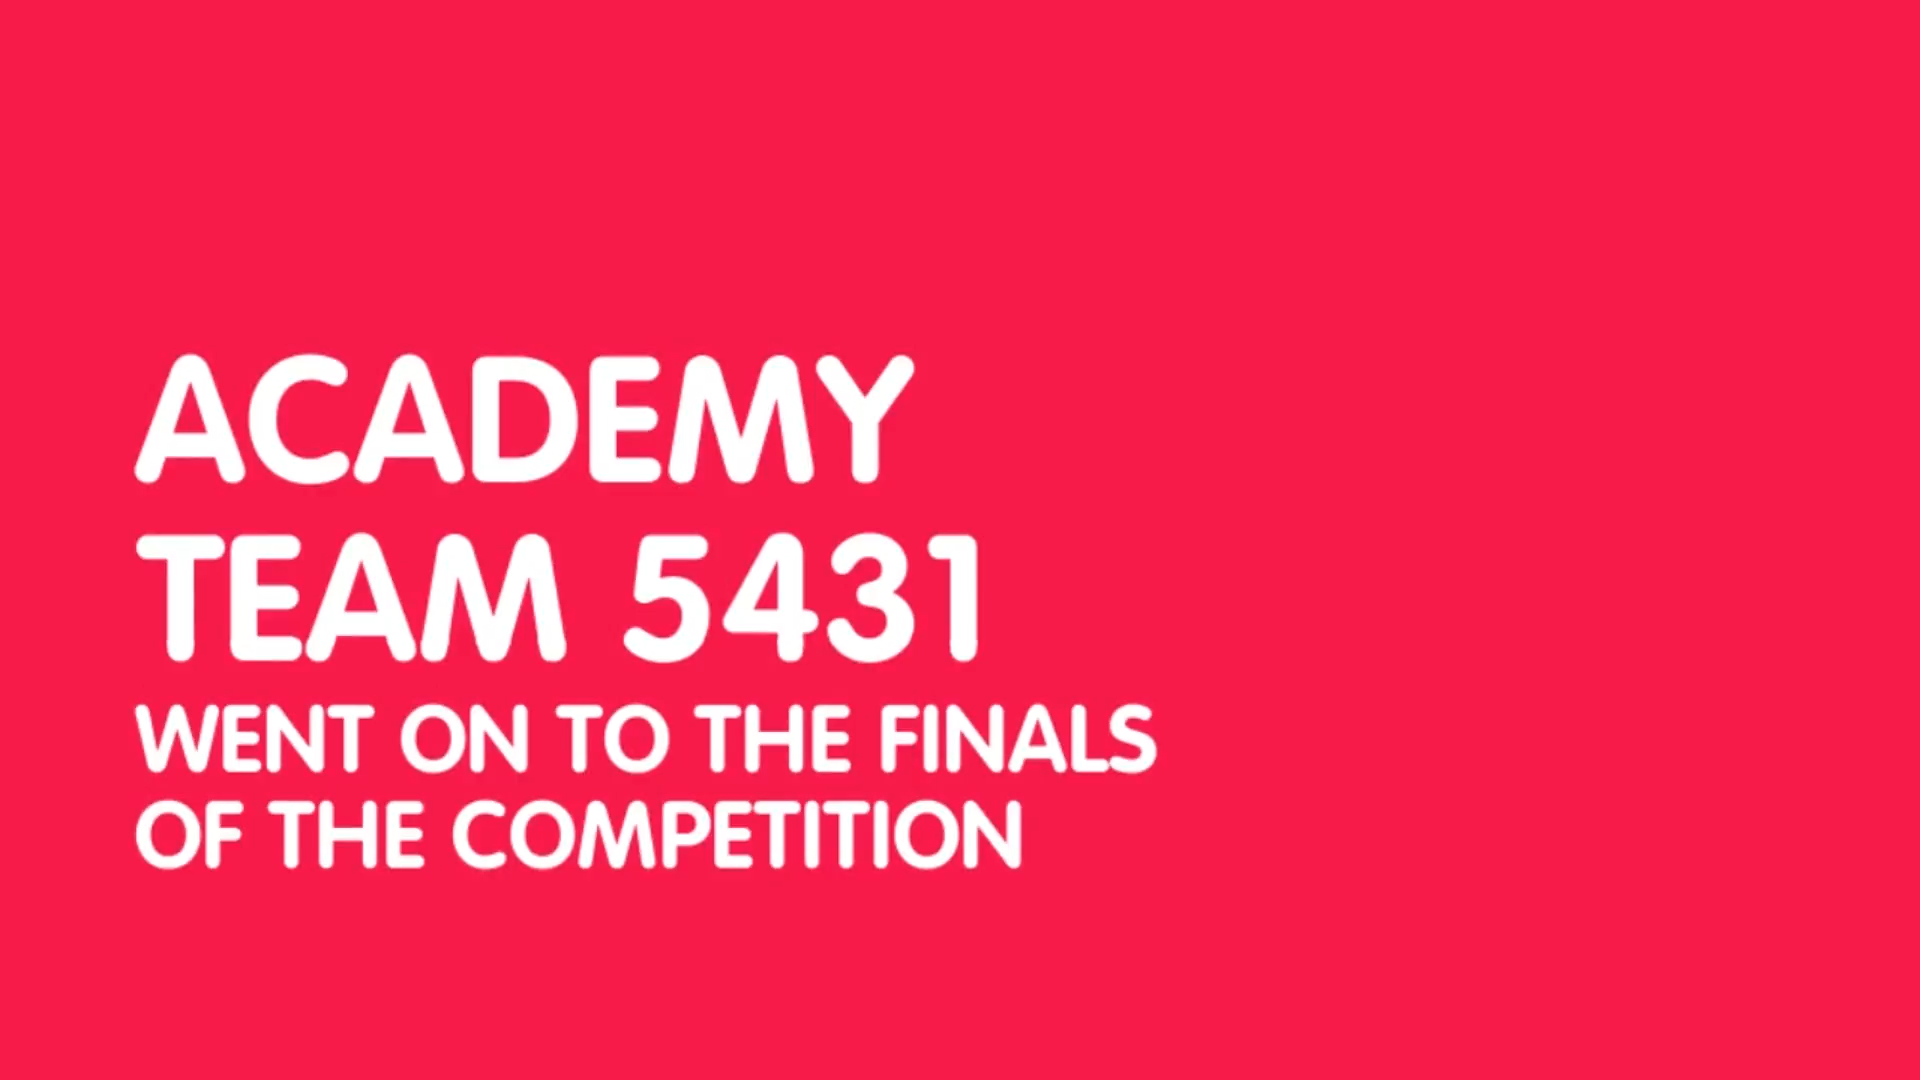 ACADEMY
TEAM 5431
WENT ON TO THE FINALS
OF THE COMPETITION